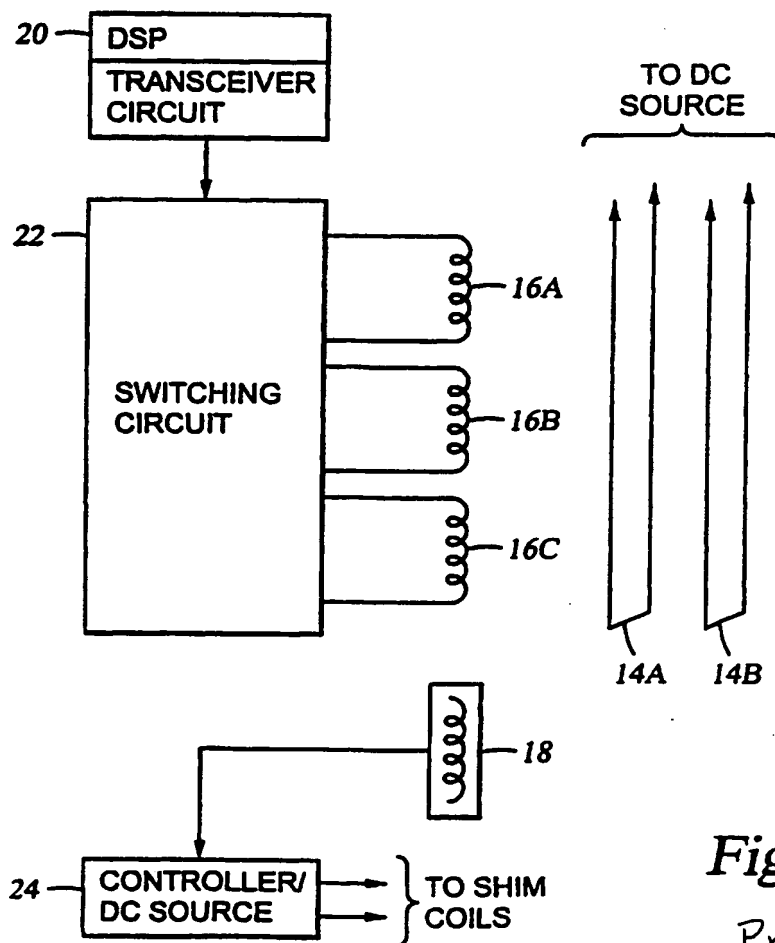 20
DSP
TRANSCEIVER
CIRCUIT
TO DC
SOURCE
22
SWITCHING
CIRCUIT
16A
16B
16C
14A
14B
18
24
CONTROLLER/
DC SOURCE
TO SHIM
COILS
Fig